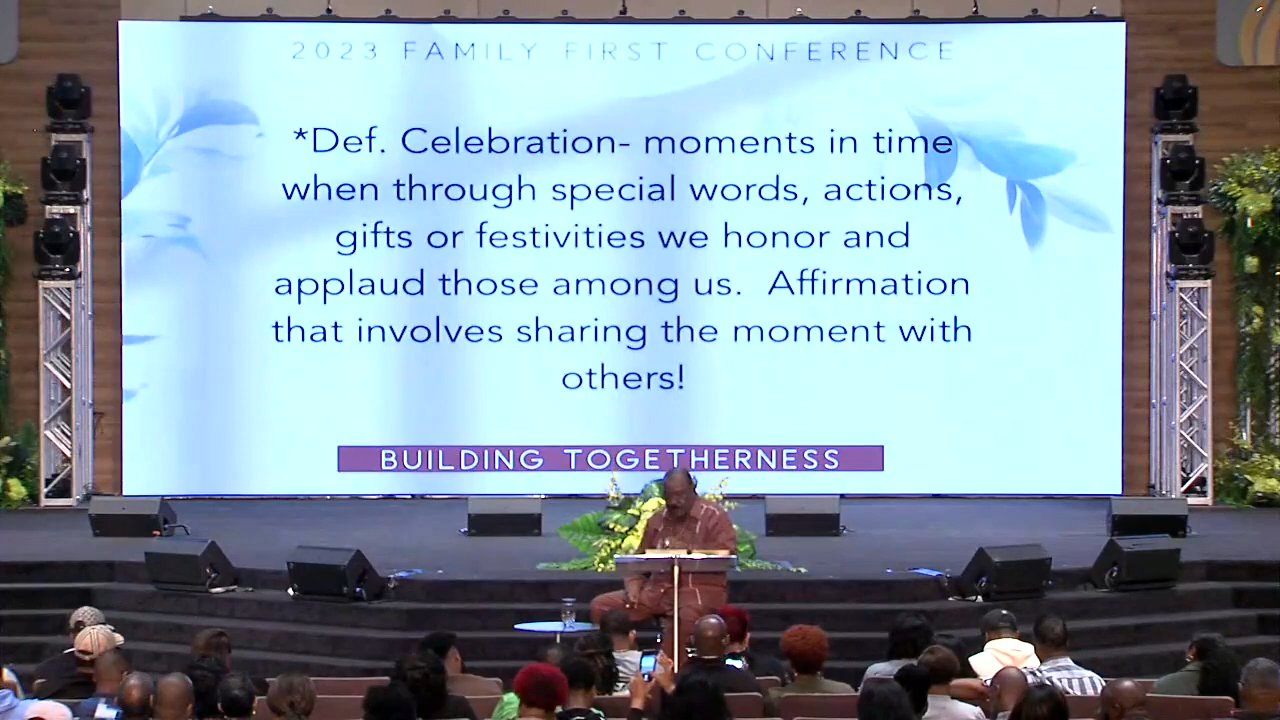 2023 FAMILY FIRST CONFERENCE
*Def. Celebration- moments in time
when through special words, actions,
gifts or festivities we honor and
applaud those among us.  Affirmation
that involves sharing the moment with
others!
BUILDING TOGETHERNESS